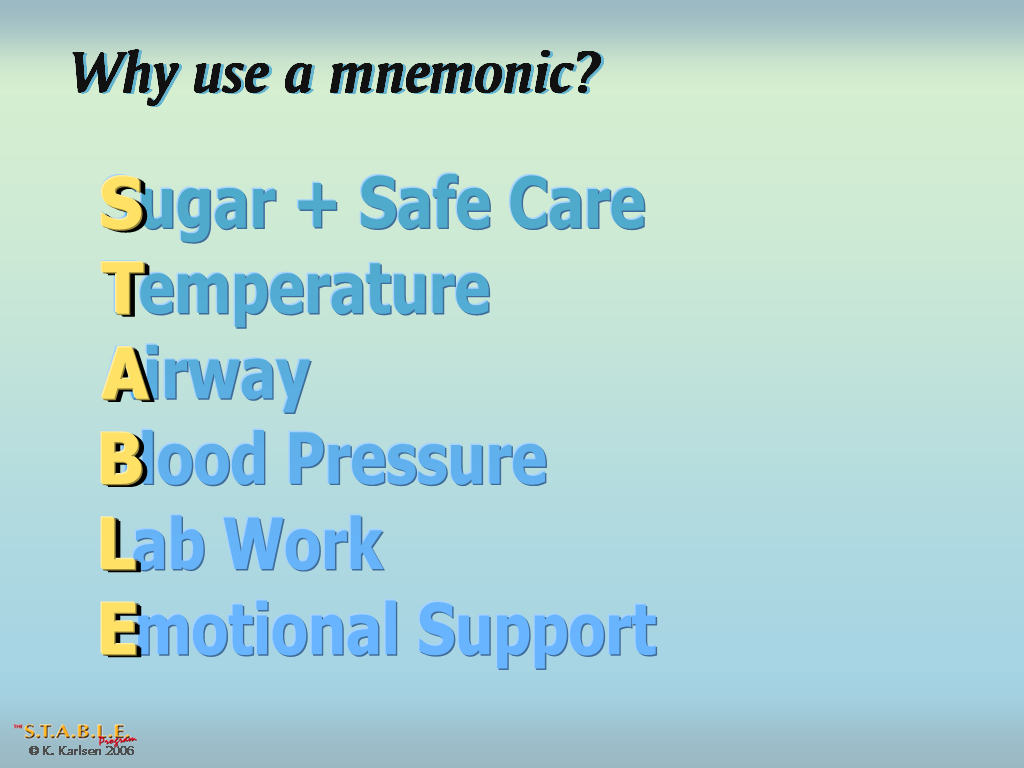 Why use a mnemonic?
Sugar + Safe Care
Temperature
Airway
Blood Pressure
Lab Work
Emotional Support
THE S.T.A.B.L.E.
Program
© K. Karlsen 2006